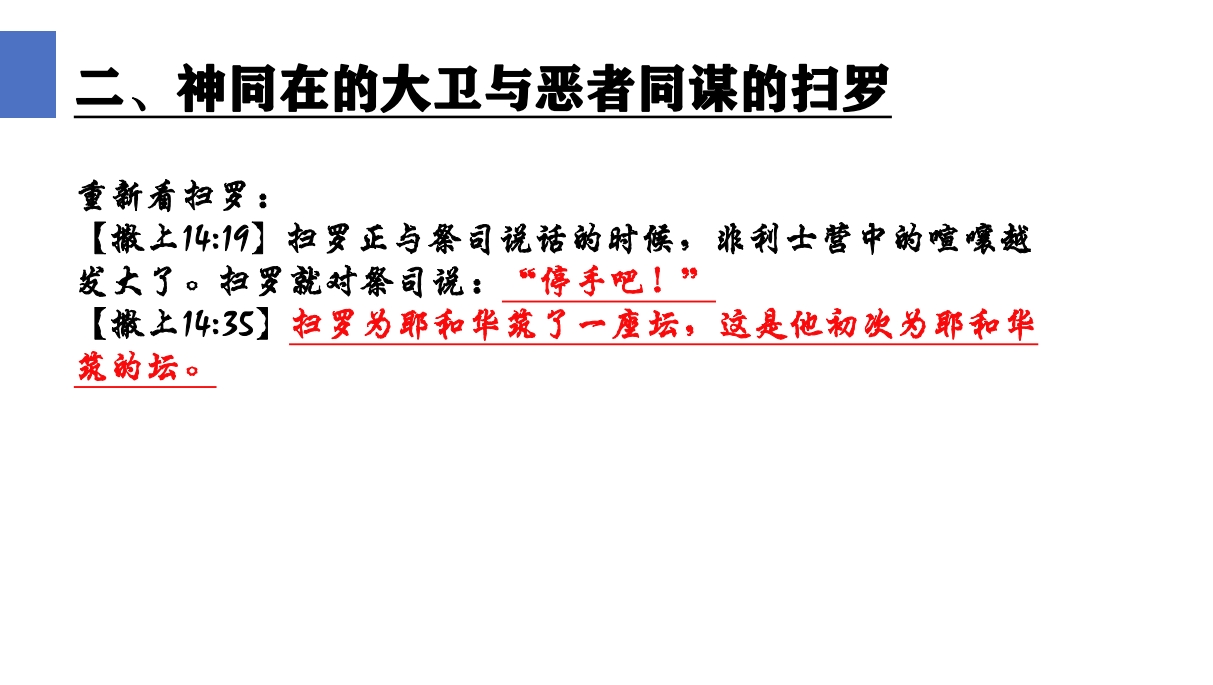 二、神同在的大卫与恶者同谋的扫罗
重新看扫罗：
【撒上14:19】扫罗正与祭司说话的时候，非利士营中的喧嚷越
发大了。扫罗就对祭司说：“停手吧！”
【撒上14:35】扫罗为耶和华筑了一座坛，这是他初次为耶和华
筑的坛。